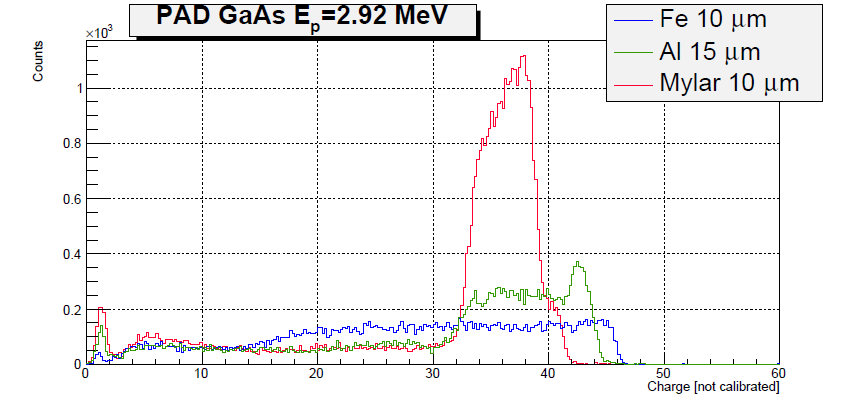 PAD GaAs Ep=2.92 MeV
Fe 10 μm
Al 15 μm
Mylar 10 μm
×10³
Counts
1
0.8
0.6
0.4
0.2
0
0 10 20 30 40 50 60
Charge [not calibrated]